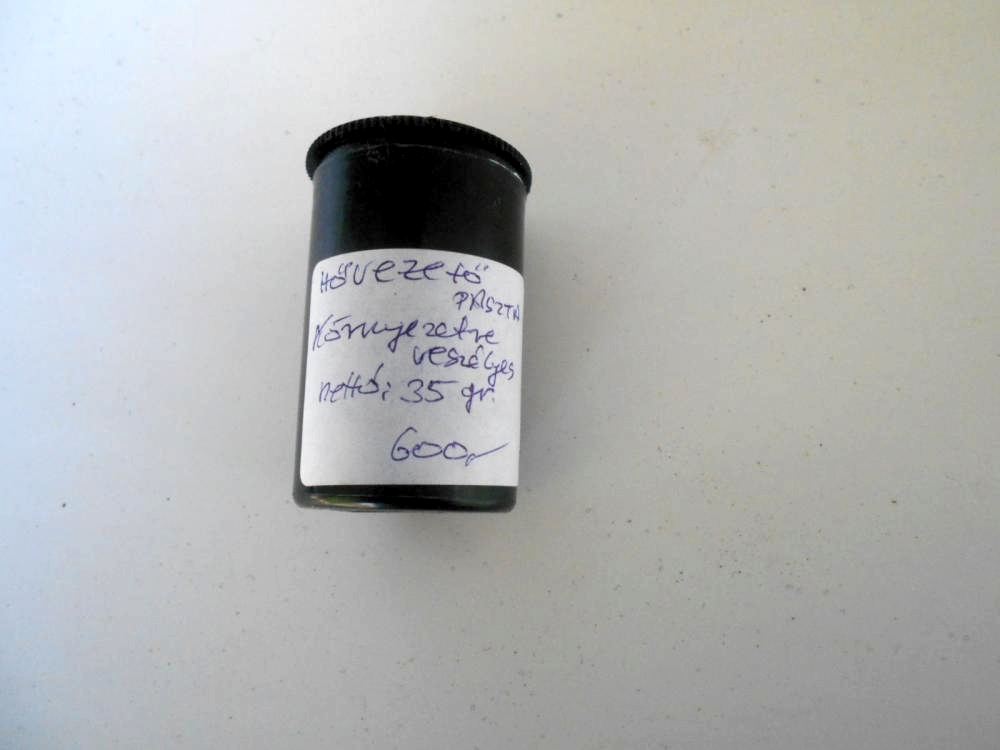 Hővezető
PASZTA
Környezetre
veszélyes
nettó: 35 gr.
600,-